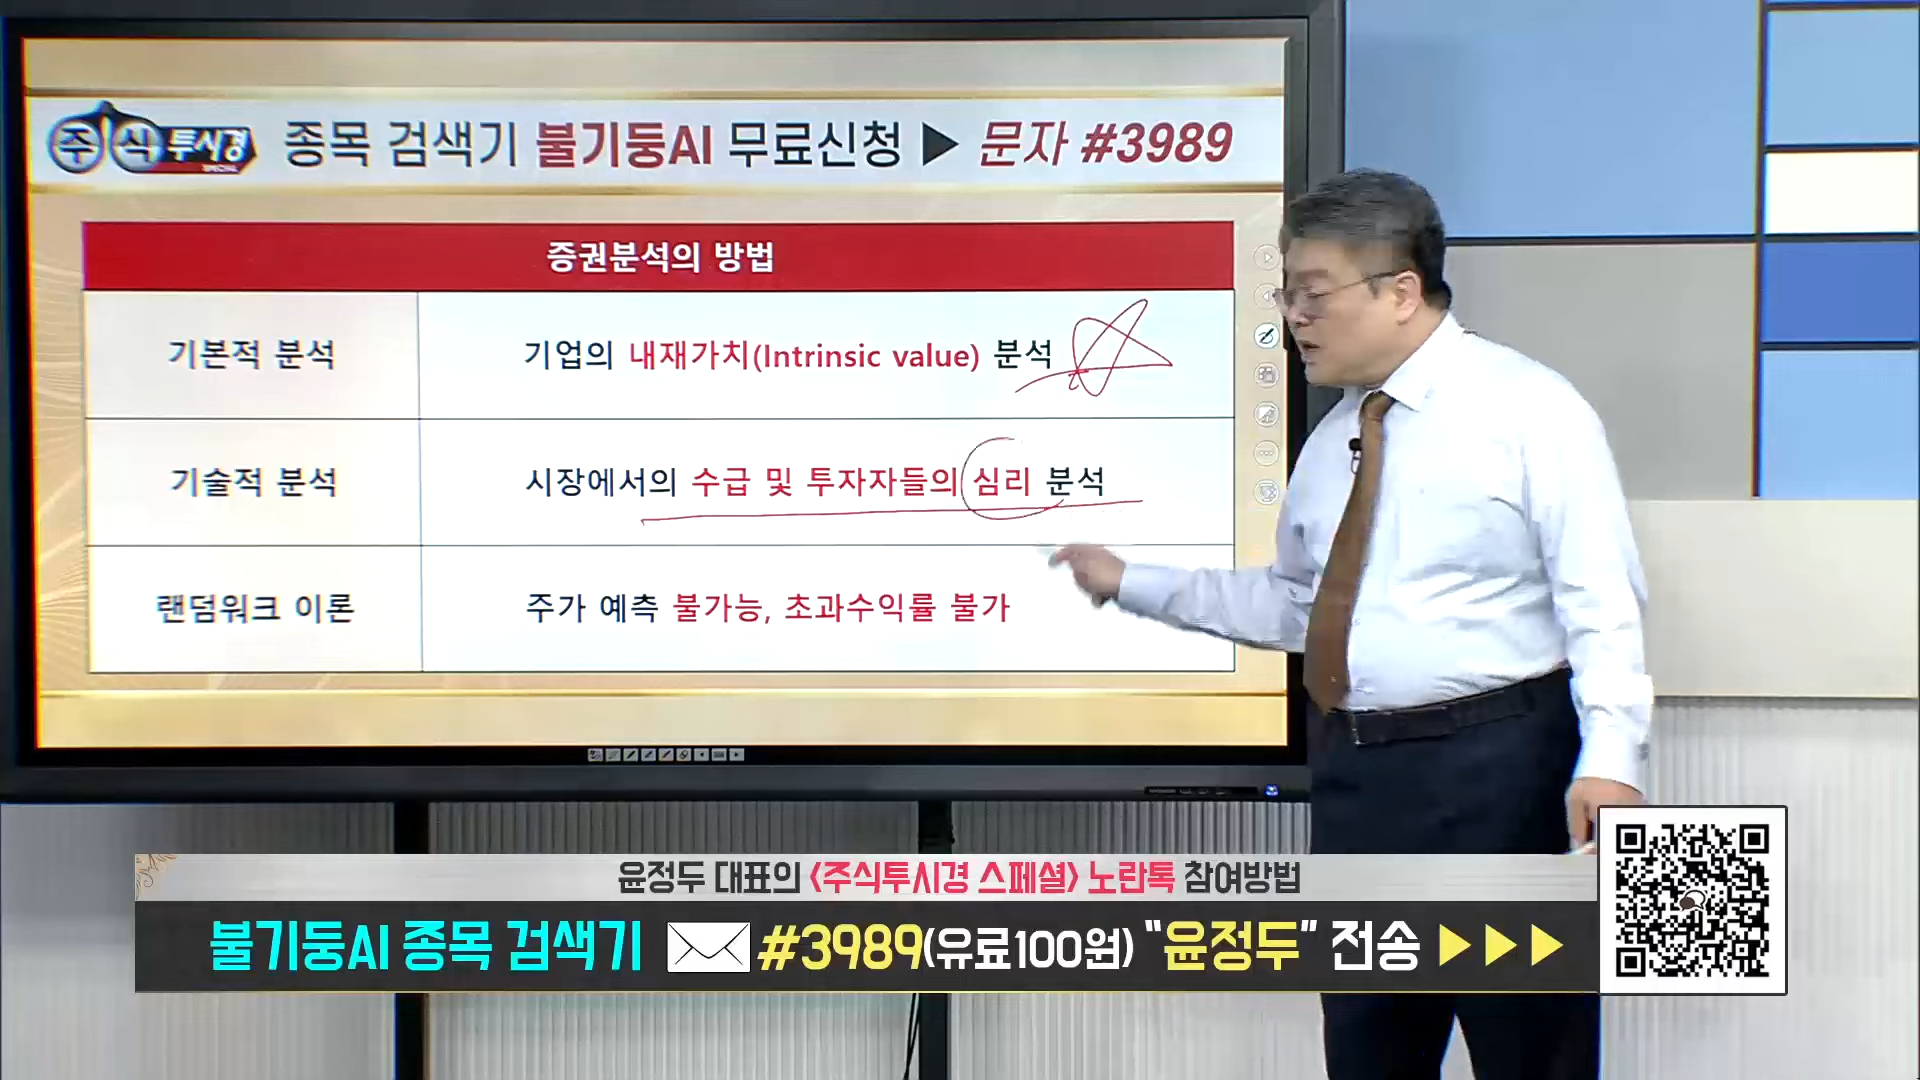 주식투시경
SPECIAL
종목 검색기 불기둥AI 무료신청 ▶ 문자 #3989
증권분석의 방법
기본적 분석
기업의 내재가치(Intrinsic value) 분석
기술적 분석
시장에서의 수급 및 투자자들의 심리 분석
랜덤워크 이론
주가 예측 불가능, 초과수익률 불가
윤정두 대표의 <주식투시경 스페셜> 노란톡 참여방법
불기둥AI 종목 검색기 #3989(유료100원) "윤정두" 전송 ▶▶▶